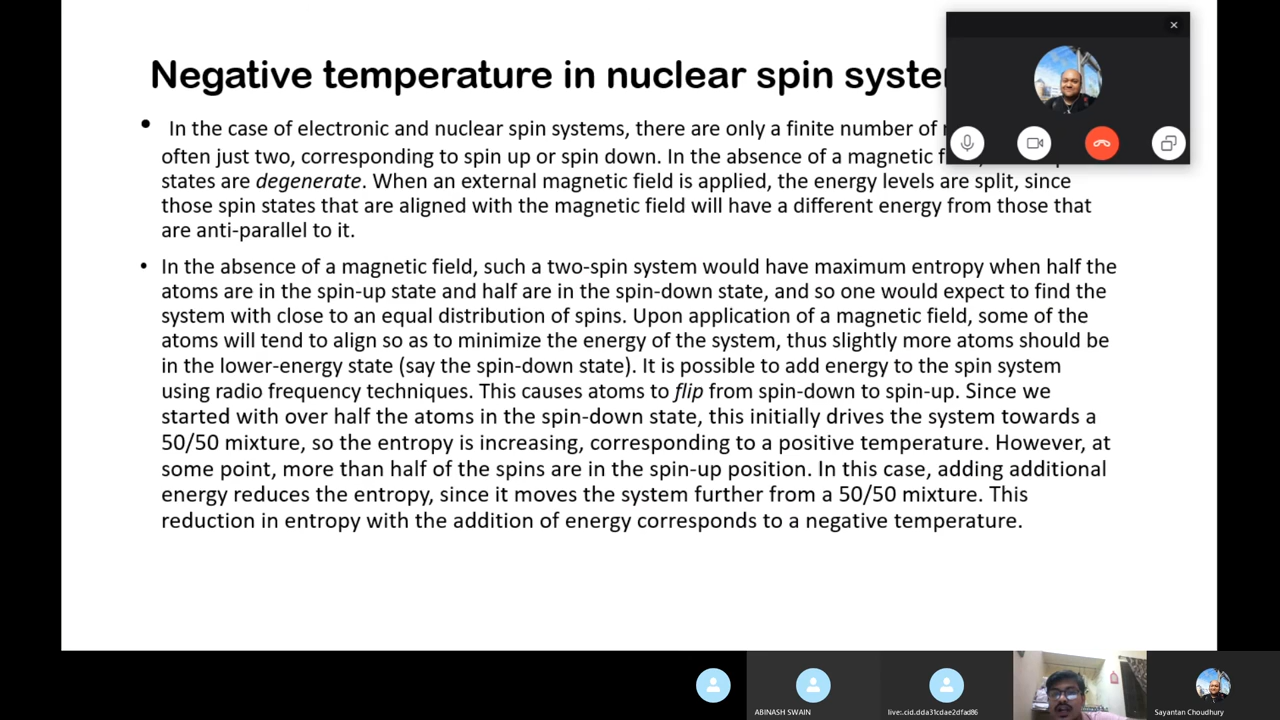 Negative temperature in nuclear spin
• In the case of electronic and nuclear spin systems, there are only a finite number of
often just two, corresponding to spin up or spin down. In the absence of a magnetic
states are degenerate. When an external magnetic field is applied, the energy levels are split, since
those spin states that are aligned with the magnetic field will have a different energy from those that
are anti-parallel to it.
• In the absence of a magnetic field, such a two-spin system would have maximum entropy when half the
atoms are in the spin-up state and half are in the spin-down state, and so one would expect to find the
system with close to an equal distribution of spins. Upon application of a magnetic field, some of the
atoms will tend to align so as to minimize the energy of the system, thus slightly more atoms should be
in the lower-energy state (say the spin-down state). It is possible to add energy to the spin system
using radio frequency techniques. This causes atoms to flip from spin-down to spin-up. Since we
started with over half the atoms in the spin-down state, this initially drives the system towards a
50/50 mixture, so the entropy is increasing, corresponding to a positive temperature. However, at
some point, more than half of the spins are in the spin-up position. In this case, adding additional
energy reduces the entropy, since it moves the system further from a 50/50 mixture. This
reduction in entropy with the addition of energy corresponds to a negative temperature.
ABINASH SWAIN
live:.cid.dda31cdae2dfad86
Sayantan Choudhury